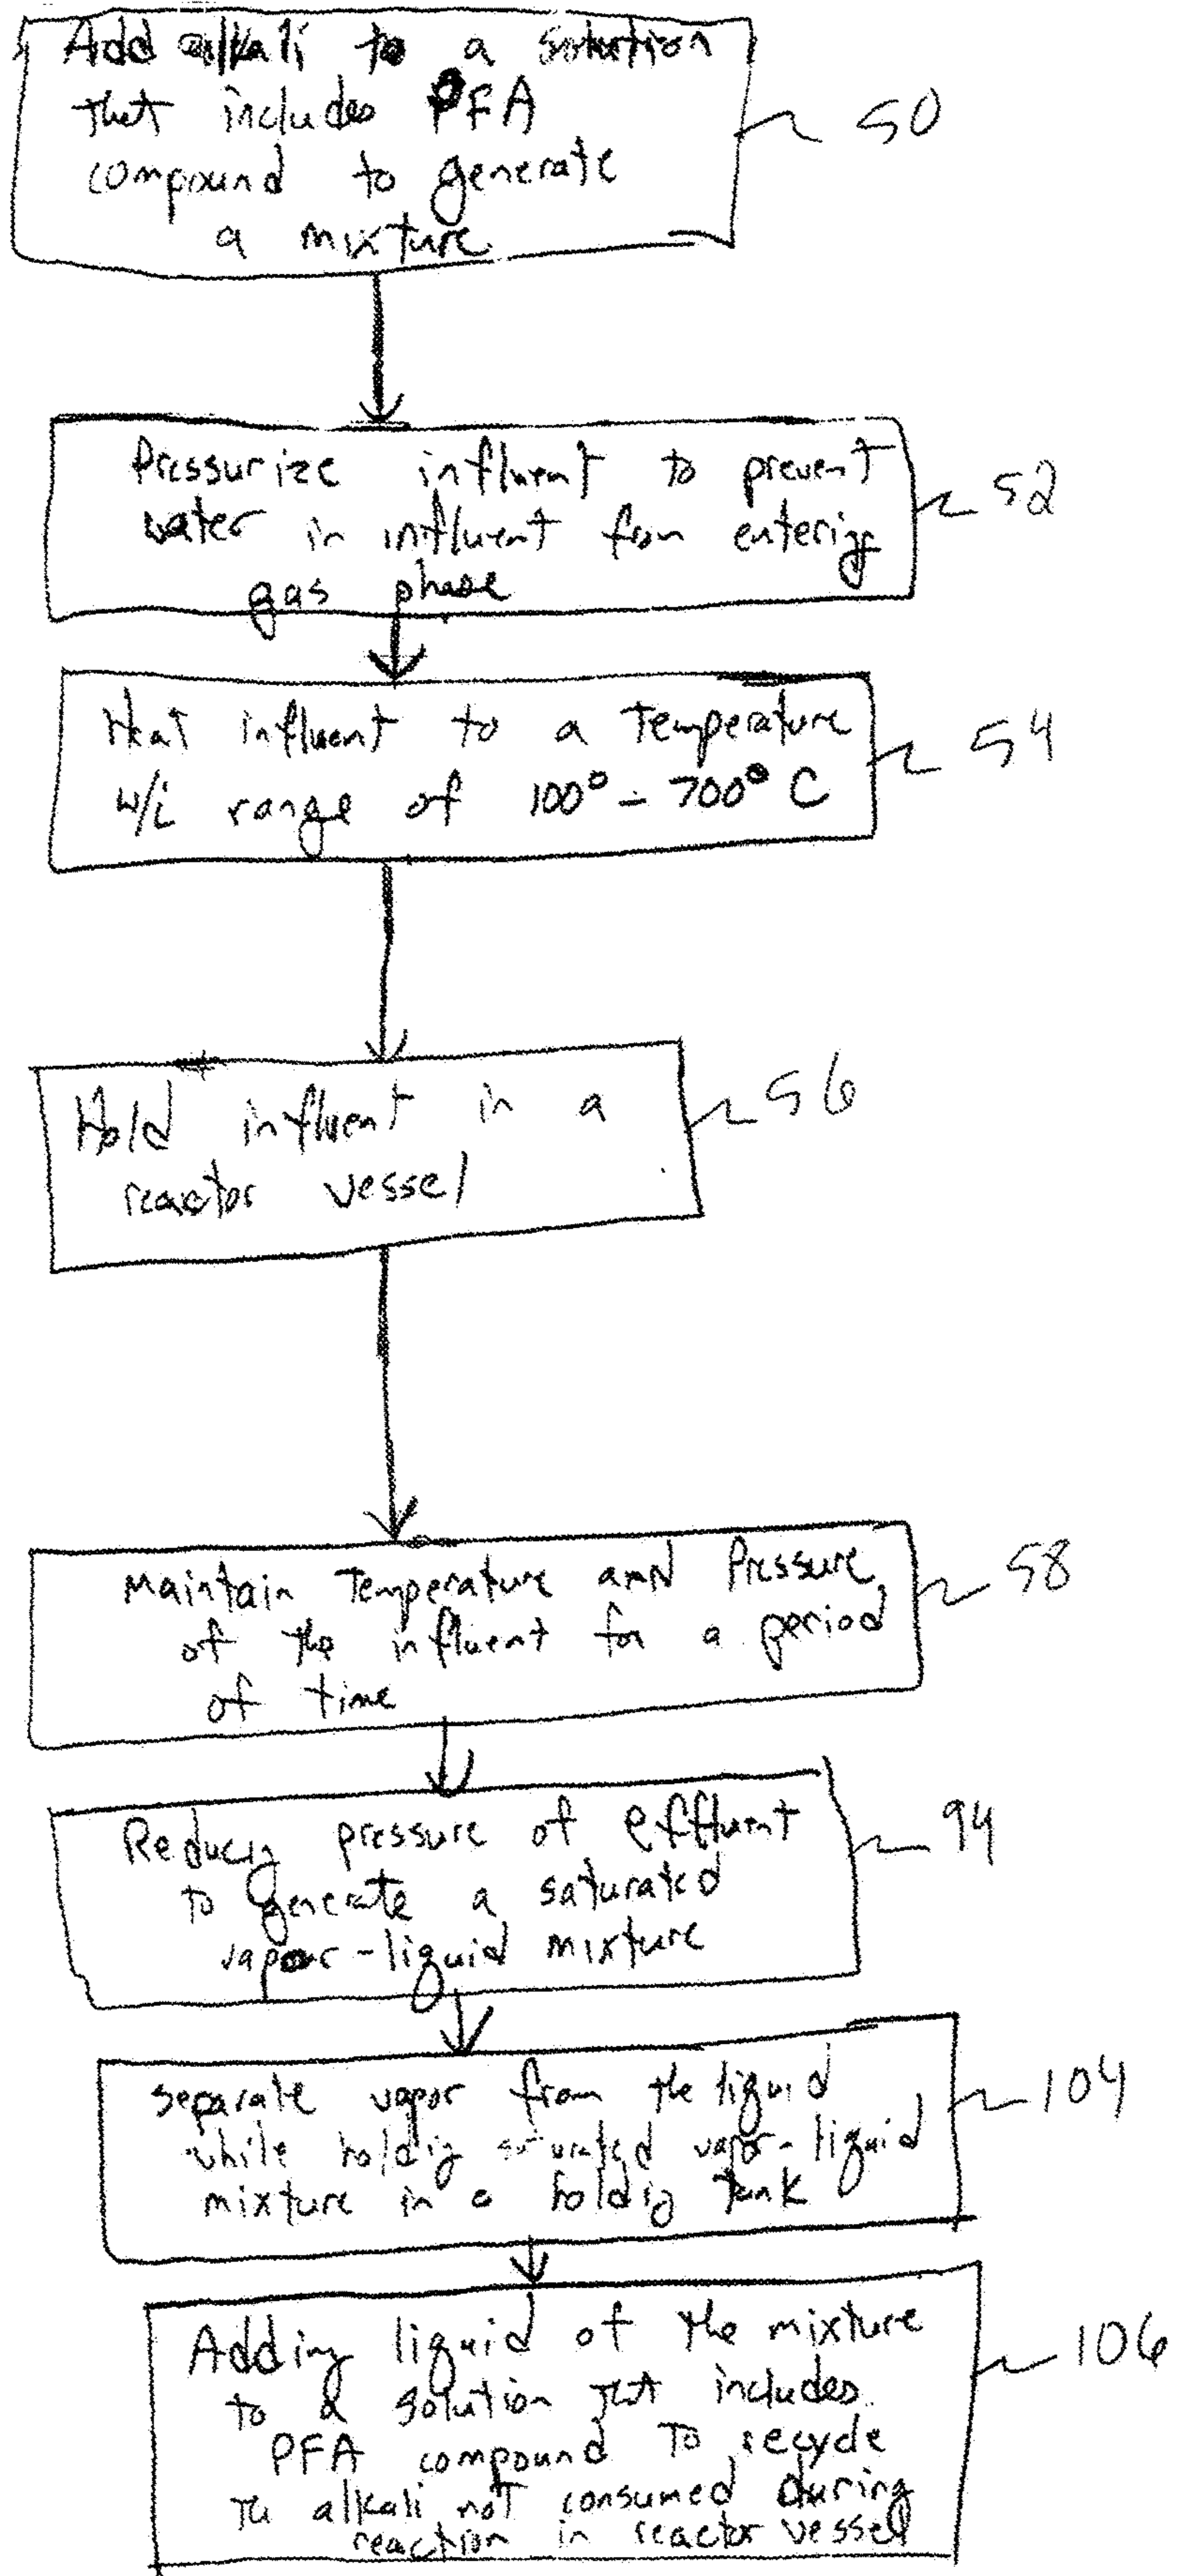 Add alkali to a solution
that includes PFA
compound to generate
a mixture
50
Pressurize influent to prevent
water in influent from entering
gas phase
52
Heat influent to a Temperature
w/i range of 100° - 700° C
54
Hold influent in a
reactor vessel
56
Maintain Temperature and Pressure
of the influent for a period
of time
58
Reducing pressure of effluent
to generate a saturated
vapor-liquid mixture
94
Separate vapor from the liquid
while holding saturated vapor-liquid
mixture in a holding tank
104
Adding liquid of the mixture
to a solution that includes
PFA compound To recycle
The alkali not consumed during
reaction in reactor vessel
106